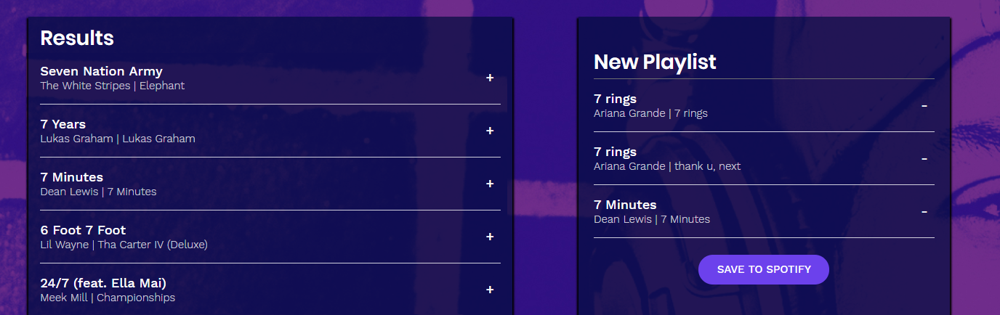 Results
Seven Nation Army
The White Stripes | Elephant
+
7 Years
Lukas Graham | Lukas Graham
+
7 Minutes
Dean Lewis | 7 Minutes
+
6 Foot 7 Foot
Lil Wayne | Tha Carter IV (Deluxe)
+
24/7 (feat. Ella Mai)
Meek Mill | Championships
+
New Playlist
7 rings
Ariana Grande | 7 rings
-
7 rings
Ariana Grande | thank u, next
-
7 Minutes
Dean Lewis | 7 Minutes
-
SAVE TO SPOTIFY